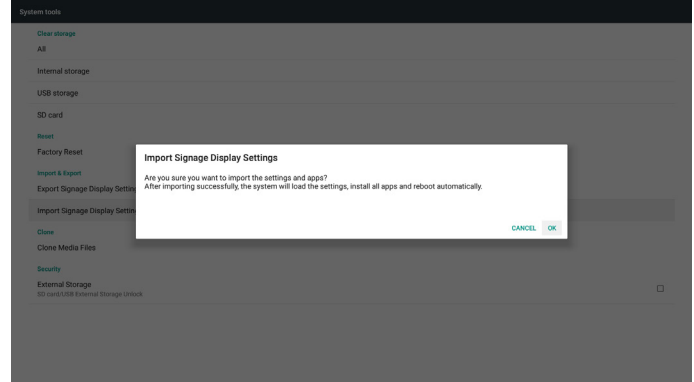 System tools
Clear storage
All
Internal storage
USB storage
SD card
Reset
Factory Reset
Import & Export
Export Signage Display Settin
Import Signage Display Settin
Import Signage Display Settings
Are you sure you want to import the settings and apps?
After importing successfully, the system will load the settings, install all apps and reboot automatically.
CANCEL OK
Clone
Clone Media Files
Security
External Storage
SD card/USB External Storage Unlock